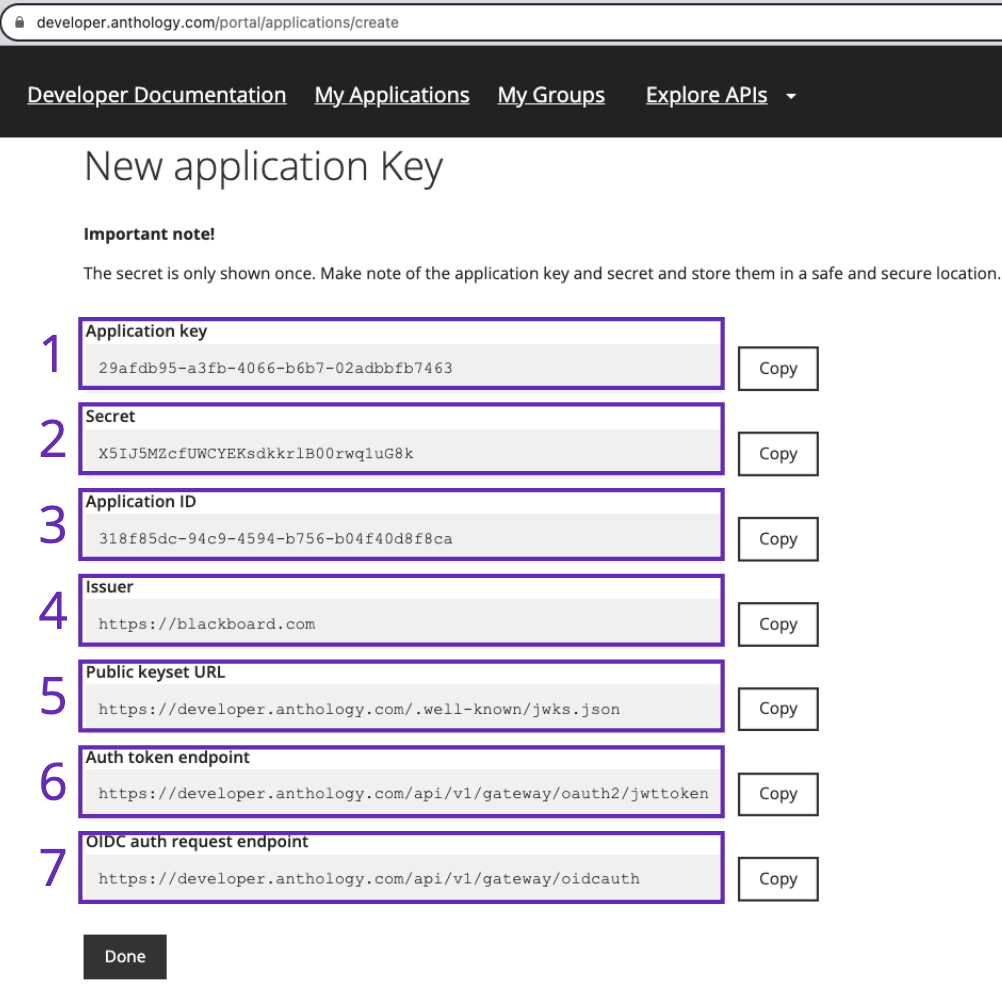 developer.anthology.com/portal/applications/create
Developer Documentation My Applications My Groups Explore APIs
New application Key
Important note!
The secret is only shown once. Make note of the application key and secret and store them in a safe and secure location.
1 Application key
29afdb95-a3fb-4066-b6b7-02adbbfb7463 Copy
2 Secret
X5IJ5MZcfUWCYEKsdkkrlB00rwq1uG8k Copy
3 Application ID
318f85dc-94c9-4594-b756-b04f40d8f8ca Copy
4 Issuer
https://blackboard.com Copy
5 Public keyset URL
https://developer.anthology.com/.well-known/jwks.json Copy
6 Auth token endpoint
https://developer.anthology.com/api/v1/gateway/oauth2/jwttoken Copy
7 OIDC auth request endpoint
https://developer.anthology.com/api/v1/gateway/oidcauth Copy
Done